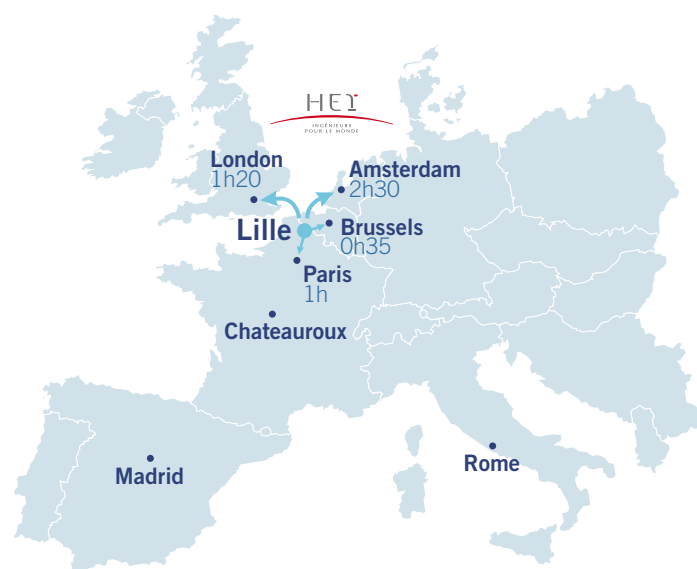 HEI
INGÉNIEURS
POUR LE MONDE
London
1h20
Amsterdam
2h30
Lille
Brussels
0h35
Paris
1h
Chateauroux
Madrid
Rome